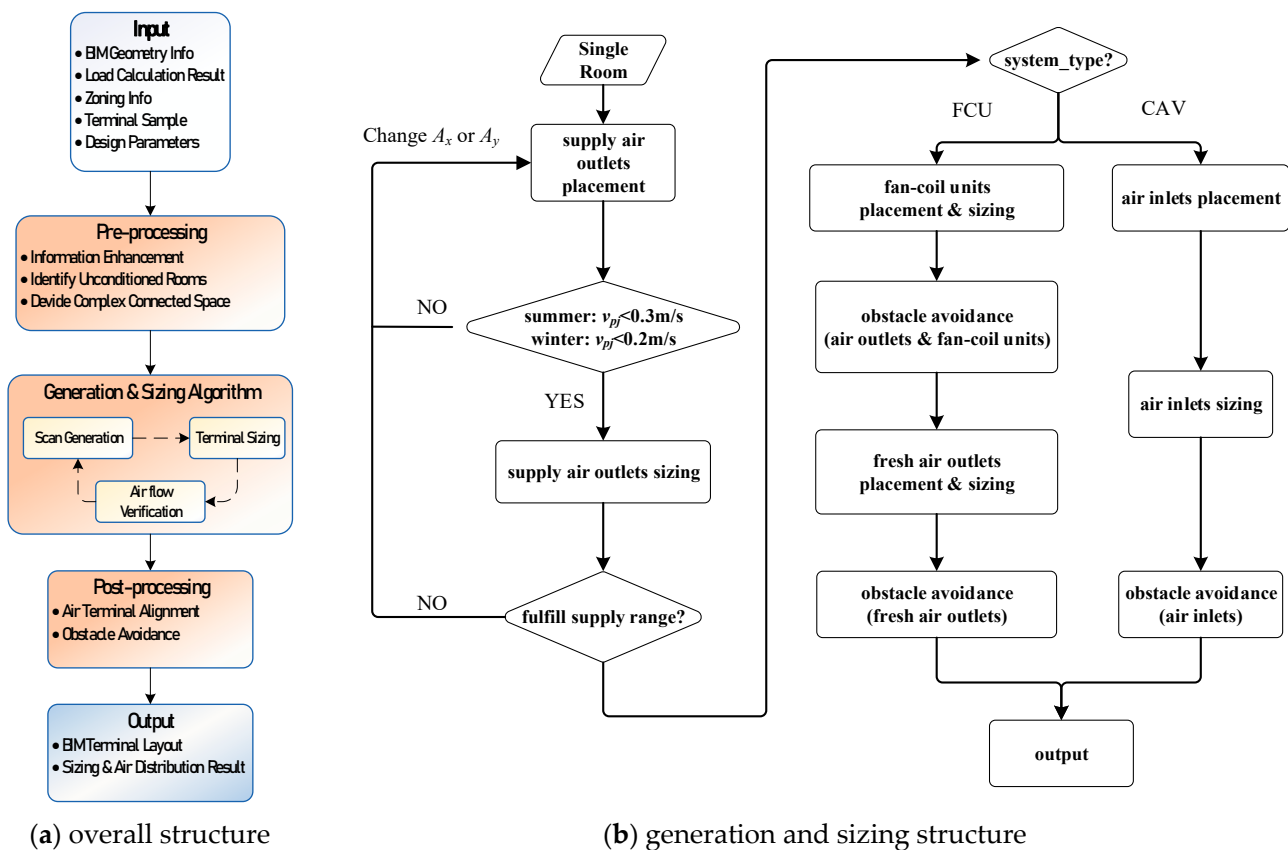 Input
• BIM Geometry Info
• Load Calculation Result
• Zoning Info
• Terminal Sample
• Design Parameters
Pre-processing
• Information Enhancement
• Identify Unconditioned Rooms
• Devide Complex Connected Space
Generation & Sizing Algorithm
Scan Generation
Terminal Sizing
Air flow
Verification
Post-processing
• Air Terminal Alignment
• Obstacle Avoidance
Output
• BIM Terminal Layout
• Sizing & Air Distribution Result
(a) overall structure
Single
Room
Change Ax or Ay
supply air
outlets
placement
NO
summer: vpj<0.3m/s
winter: vpj<0.2m/s
YES
supply air outlets sizing
NO
fulfill supply range?
system_type?
FCU
CAV
fan-coil units
placement & sizing
air inlets placement
obstacle avoidance
(air outlets & fan-coil units)
air inlets sizing
fresh air outlets
placement & sizing
obstacle avoidance
(fresh air outlets)
obstacle avoidance
(air inlets)
output
(b) generation and sizing structure